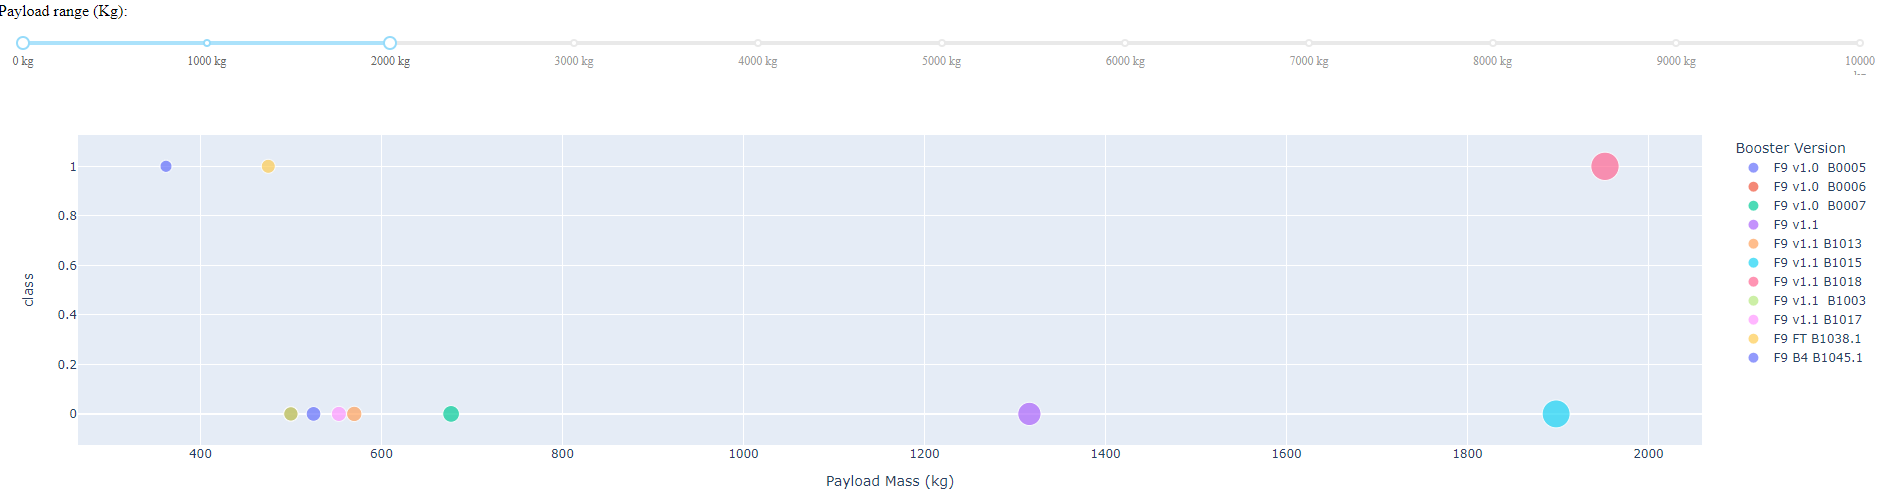 Payload range (Kg):
0 kg 1000 kg 2000 kg 3000 kg 4000 kg 5000 kg 6000 kg 7000 kg 8000 kg 9000 kg 10000
1
0.8
0.6
0.4
0.2
0
class
400 600 800 1000 1200 1400 1600 1800 2000
Payload Mass (kg)
Booster Version
F9 v1.0  B0005
F9 v1.0  B0006
F9 v1.0  B0007
F9 v1.1
F9 v1.1 B1013
F9 v1.1 B1015
F9 v1.1 B1018
F9 v1.1  B1003
F9 v1.1 B1017
F9 FT B1038.1
F9 B4 B1045.1